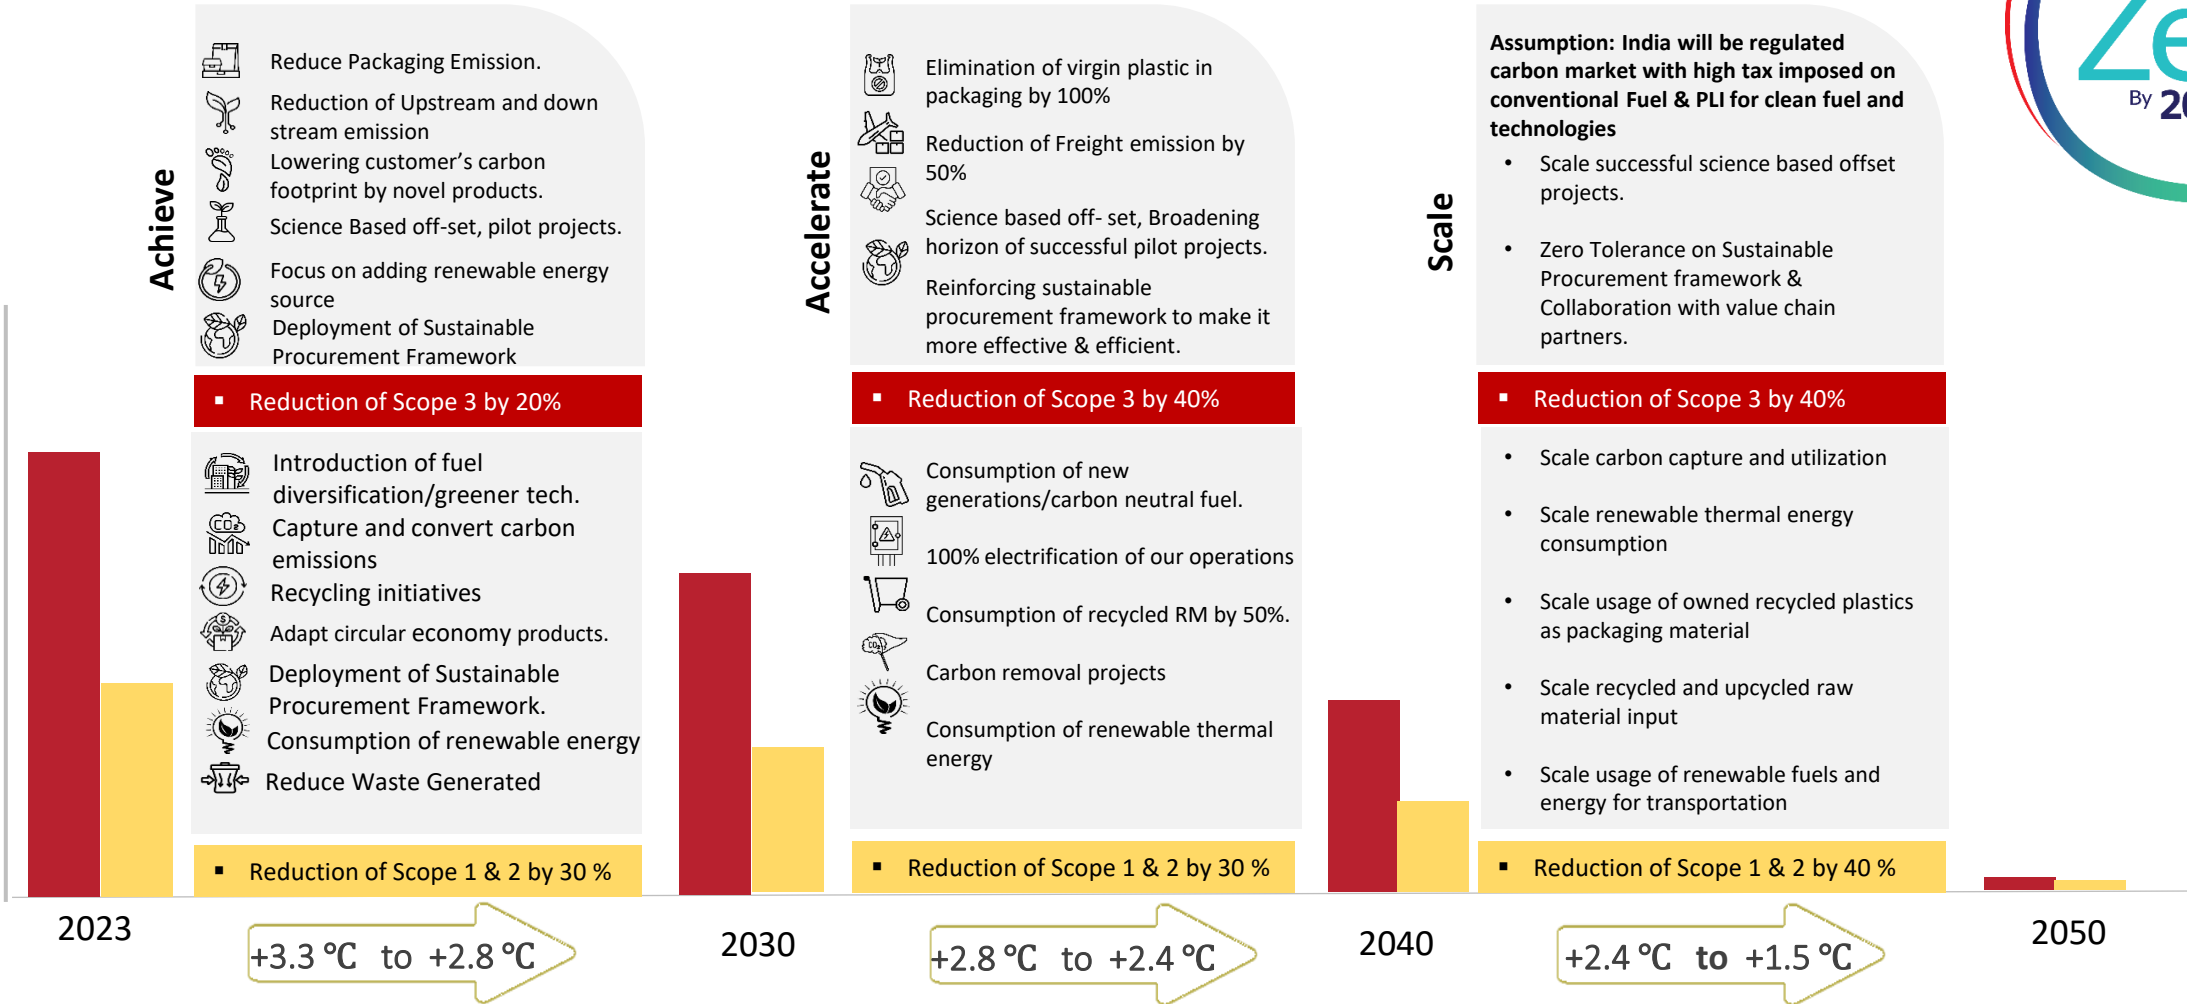 Achieve
Reduce Packaging Emission.
Reduction of Upstream and down
stream emission
Lowering customer's carbon
footprint by novel products.
Science Based off-set, pilot projects.
Focus on adding renewable energy
source
Deployment of Sustainable
Procurement Framework
▪ Reduction of Scope 3 by 20%
Introduction of fuel
diversification/greener tech.
Capture and convert carbon
emissions
Recycling initiatives
Adapt circular economy products.
Deployment of Sustainable
Procurement Framework.
Consumption of renewable energy
Reduce Waste Generated
▪ Reduction of Scope 1 & 2 by 30 %
Accelerate
Elimination of virgin plastic in
packaging by 100%
Reduction of Freight emission by
50%
Science based off- set, Broadening
horizon of successful pilot projects.
Reinforcing sustainable
procurement framework to make it
more effective & efficient.
▪ Reduction of Scope 3 by 40%
Consumption of new
generations/carbon neutral fuel.
100% electrification of our operations
Consumption of recycled RM by 50%.
Carbon removal projects
Consumption of renewable thermal
energy
▪ Reduction of Scope 1 & 2 by 30 %
Scale
Assumption: India will be regulated
carbon market with high tax imposed on
conventional Fuel & PLI for clean fuel and
technologies
• Scale successful science based offset
projects.
• Zero Tolerance on Sustainable
Procurement framework &
Collaboration with value chain
partners.
▪ Reduction of Scope 3 by 40%
• Scale carbon capture and utilization
• Scale renewable thermal energy
consumption
• Scale usage of owned recycled plastics
as packaging material
• Scale recycled and upcycled raw
material input
• Scale usage of renewable fuels and
energy for transportation
▪ Reduction of Scope 1 & 2 by 40 %
By
2023
+3.3 °C to +2.8 °C
2030
+2.8 °C to +2.4 °C
2040
+2.4 °C to +1.5 °C
2050